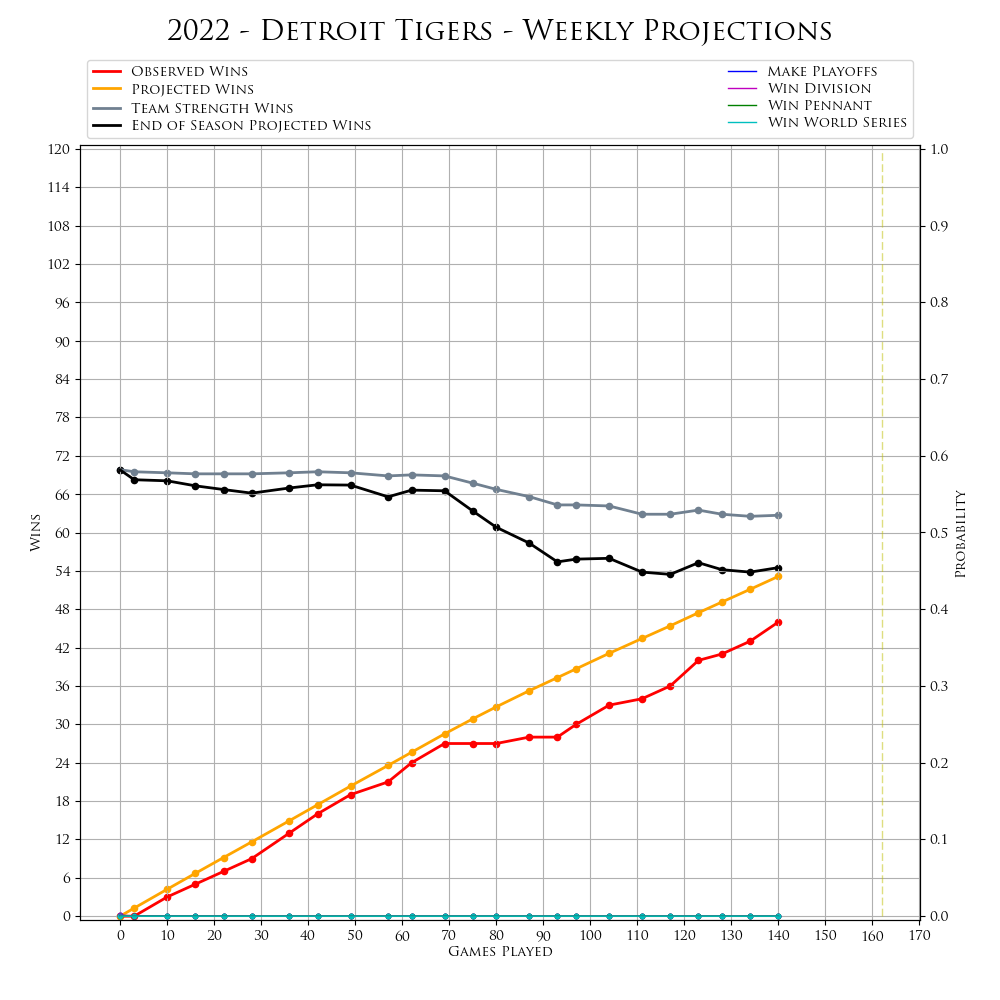 2022 - Detroit Tigers - Weekly Projections
Observed Wins
Projected Wins
Team Strength Wins
End of Season Projected Wins
Make Playoffs
Win Division
Win Pennant
Win World Series
120
114
108
102
96
90
84
78
72
66
60
54
48
42
36
30
24
18
12
6
0
Wins
1.0
0.9
0.8
0.7
0.6
0.5
0.4
0.3
0.2
0.1
0.0
Probability
0 10 20 30 40 50 60 70 80 90 100 110 120 130 140 150 160 170
Games Played